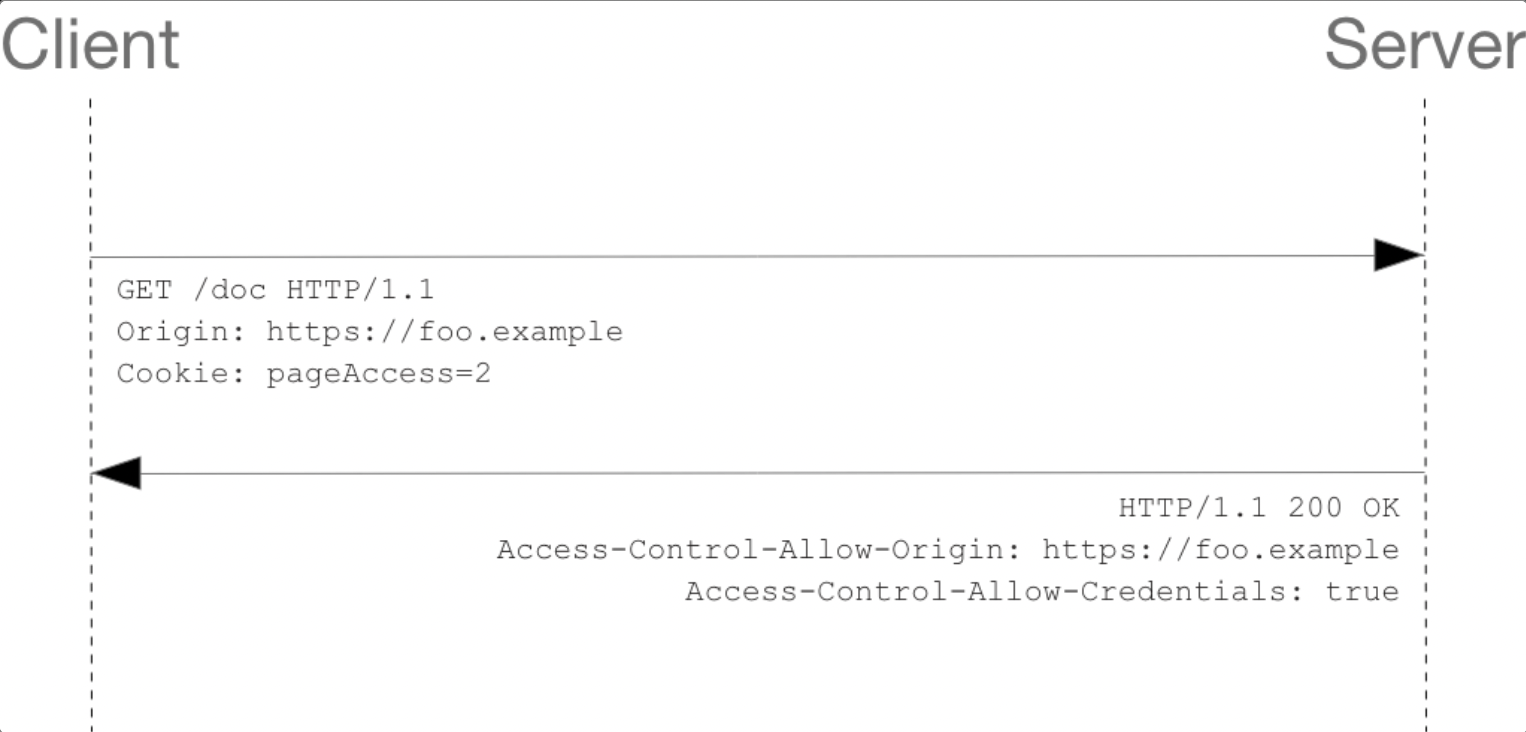 Client
Server
GET /doc HTTP/1.1
Origin: https://foo.example
Cookie: pageAccess=2
HTTP/1.1 200 OK
Access-Control-Allow-Origin: https://foo.example
Access-Control-Allow-Credentials: true